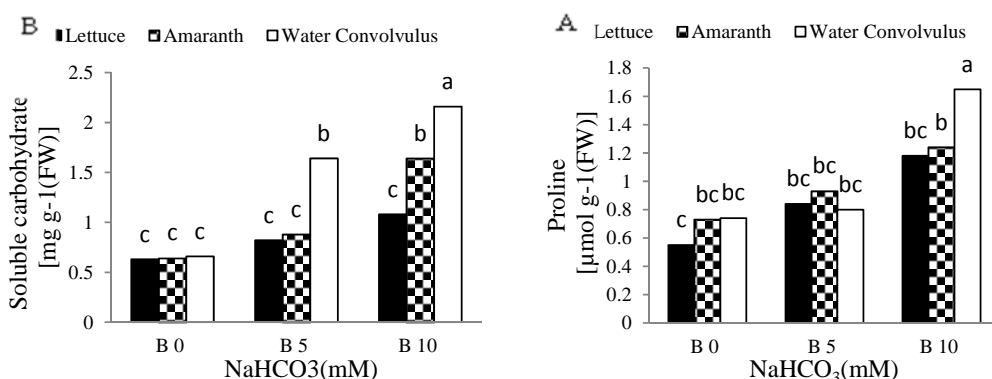 B
Lettuce Amaranth Water Convolvulus
Soluble carbohydrate
[mg g-1(FW)]
2.5
2
1.5
1
0.5
0
c c c
c c b
c b a
B 0 B 5 B 10
NaHCO3(mM)
A
Lettuce Amaranth Water Convolvulus
Proline
[µmol g-1(FW)]
1.8
1.6
1.4
1.2
1
0.8
0.6
0.4
0.2
0
c bc bc
bc bc bc
bc b a
B 0 B 5 B 10
NaHCO₃(mM)